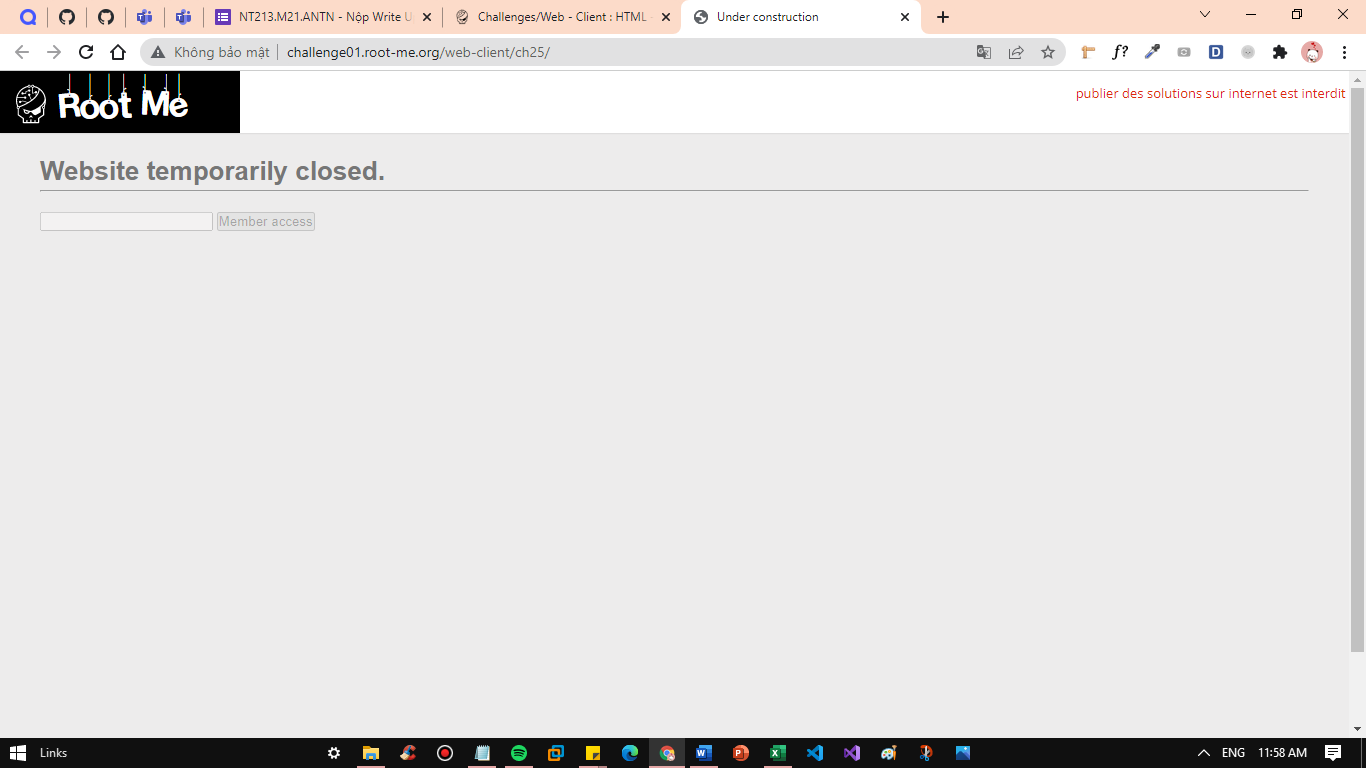 NT213.M21.ANTN - Nộp Write U
Challenges/Web - Client : HTML -
Under construction
Không bảo mật
challenge01.root-me.org/web-client/ch25/
f?
D
Root Me
publier des solutions sur internet est interdit
Website temporarily closed.
Member access
Links
ENG
11:58 AM